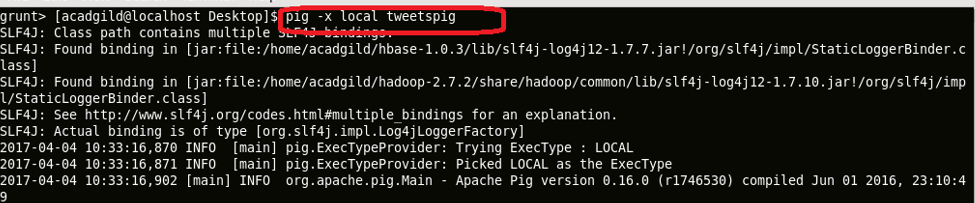 grunt> [acadgild@localhost Desktop]$ pig -x local tweetspig
SLF4J: Class path contains multiple SLF4J bindings.
SLF4J: Found binding in [jar:file:/home/acadgild/hbase-1.0.3/lib/slf4j-log4j12-1.7.7.jar!/org/slf4j/impl/StaticLoggerBinder.c
lass]
SLF4J: Found binding in [jar:file:/home/acadgild/hadoop-2.7.2/share/hadoop/common/lib/slf4j-log4j12-1.7.10.jar!/org/slf4j/imp
l/StaticLoggerBinder.class]
SLF4J: See http://www.slf4j.org/codes.html#multiple_bindings for an explanation.
SLF4J: Actual binding is of type [org.slf4j.impl.Log4jLoggerFactory]
2017-04-04 10:33:16,870 INFO  [main] pig.ExecTypeProvider: Trying ExecType : LOCAL
2017-04-04 10:33:16,871 INFO  [main] pig.ExecTypeProvider: Picked LOCAL as the ExecType
2017-04-04 10:33:16,902 [main] INFO  org.apache.pig.Main - Apache Pig version 0.16.0 (r1746530) compiled Jun 01 2016, 23:10:4
9